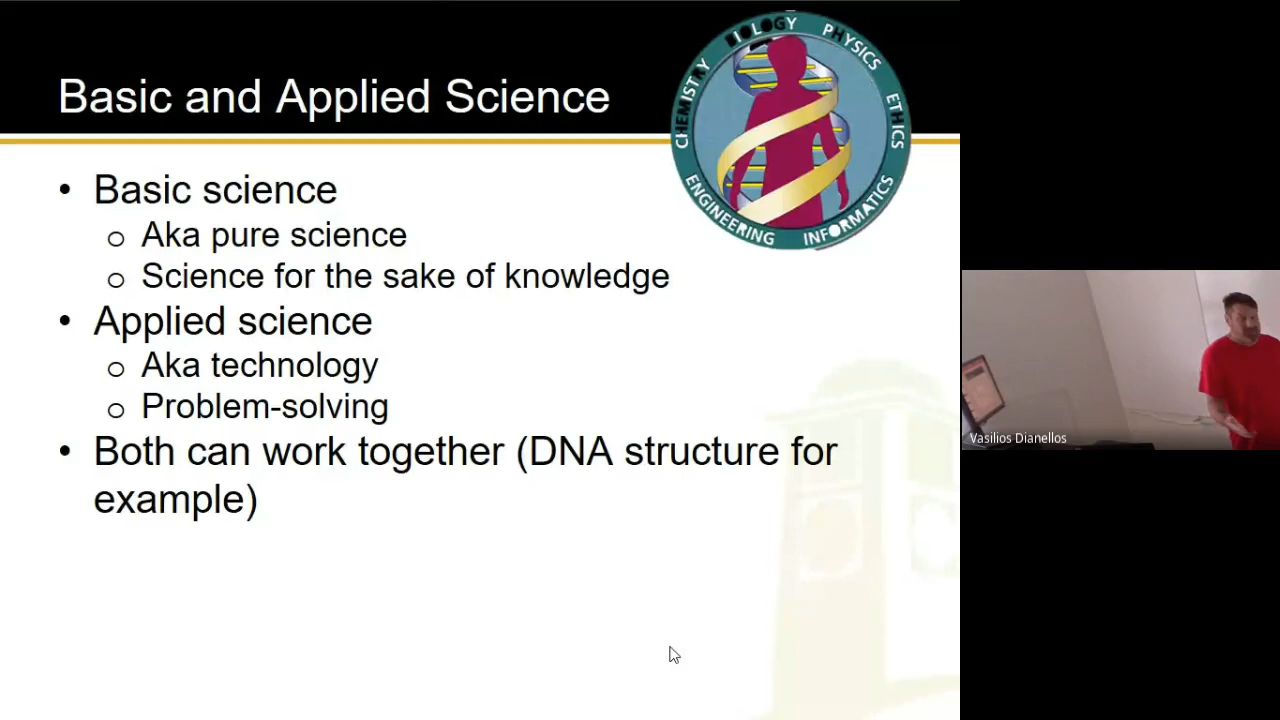 Basic and Applied Science
CHEMISTRY BIOLOGY PHYSICS ETHICS INFORMATICS ENGINEERING
• Basic science
o Aka pure science
o Science for the sake of knowledge
• Applied science
o Aka technology
o Problem-solving
• Both can work together (DNA structure for
example)
Vasilios Dianellos